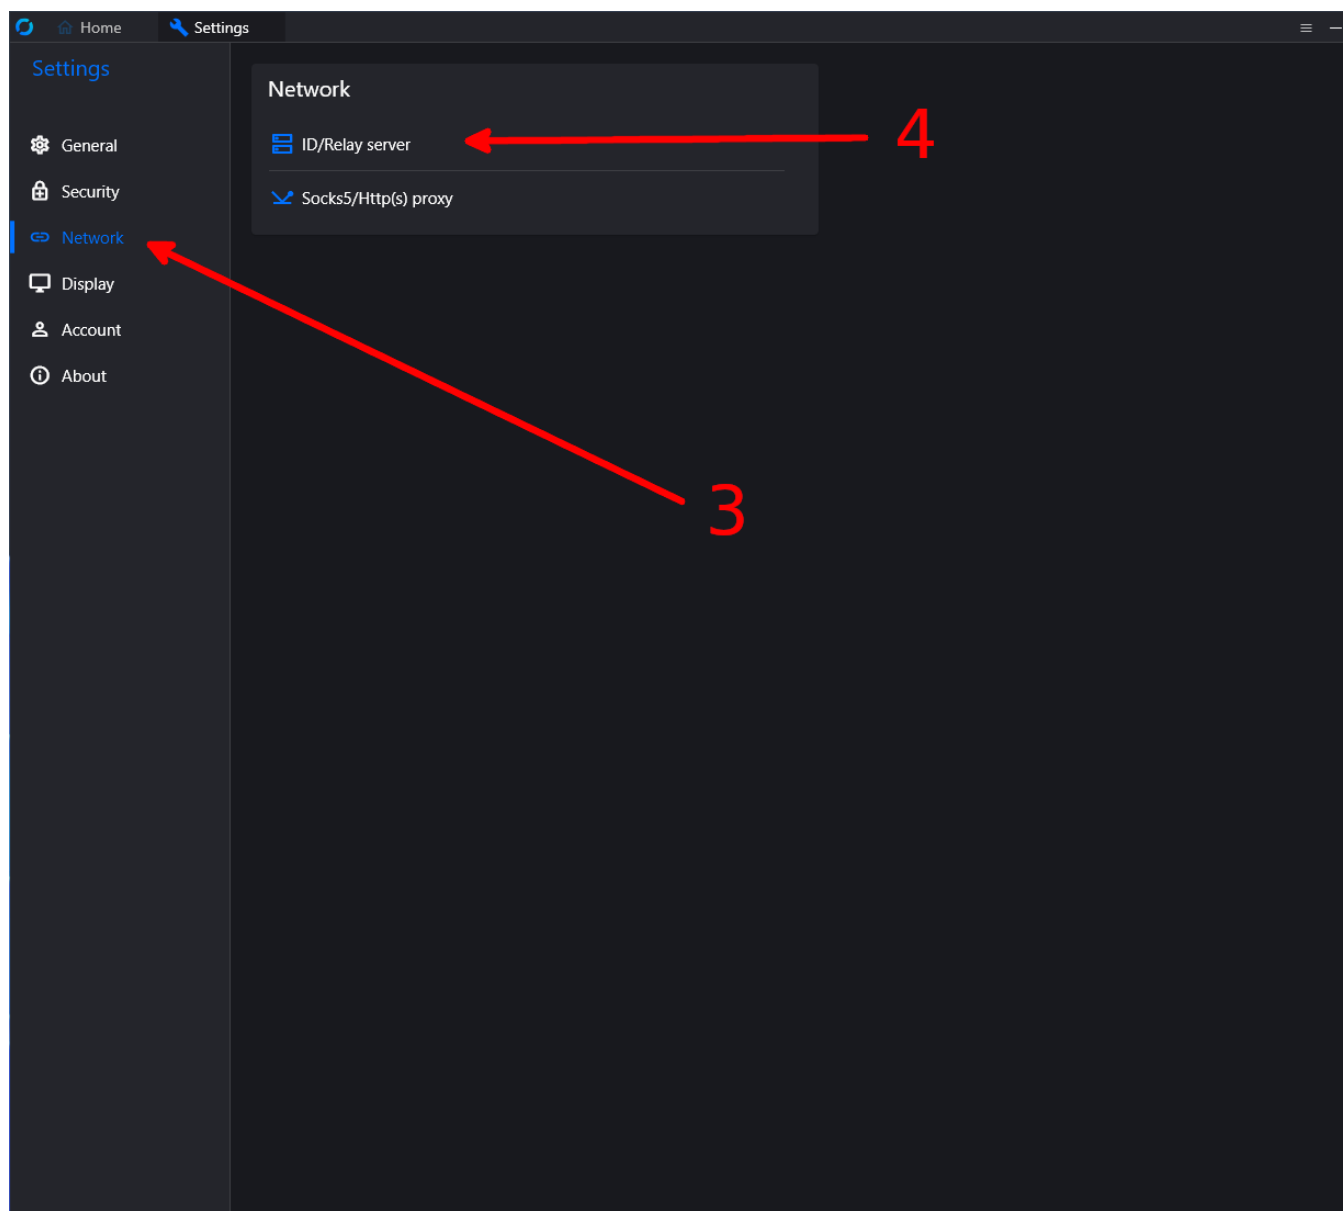 Home
Settings
Settings
General
Security
Network
Display
Account
About
Network
ID/Relay server
Socks5/Http(s) proxy
4
3